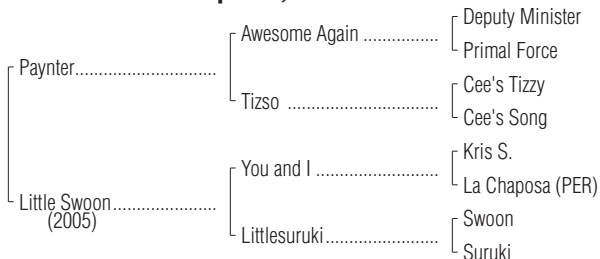 Deputy Minister
Awesome Again ................
Primal Force
Paynter.............................
Cee's Tizzy
Tizso ................................
Cee's Song
Kris S.
You and I ..........................
La Chaposa (PER)
Little Swoon.....................
(2005)
Swoon
Littlesuruki........................
Suruki